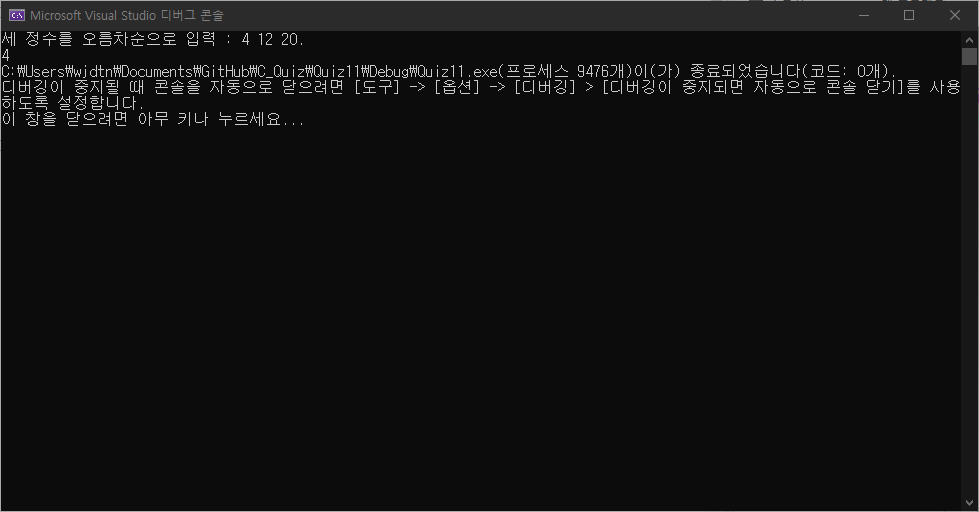 Microsoft Visual Studio 디버그 콘솔
세 정수를 오름차순으로 입력 : 4 12 20.
4
C:₩Users₩wjdtn₩Documents₩GitHub₩C_Quiz₩Quiz11₩Debug₩Quiz11.exe(프로세스 9476개)이(가) 종료되었습니다(코드: 0개).
디버깅이 중지될 때 콘솔을 자동으로 닫으려면 [도구] -> [옵션] -> [디버깅] > [디버깅이 중지되면 자동으로 콘솔 닫기]를 사용
하도록 설정합니다.
이 창을 닫으려면 아무 키나 누르세요...